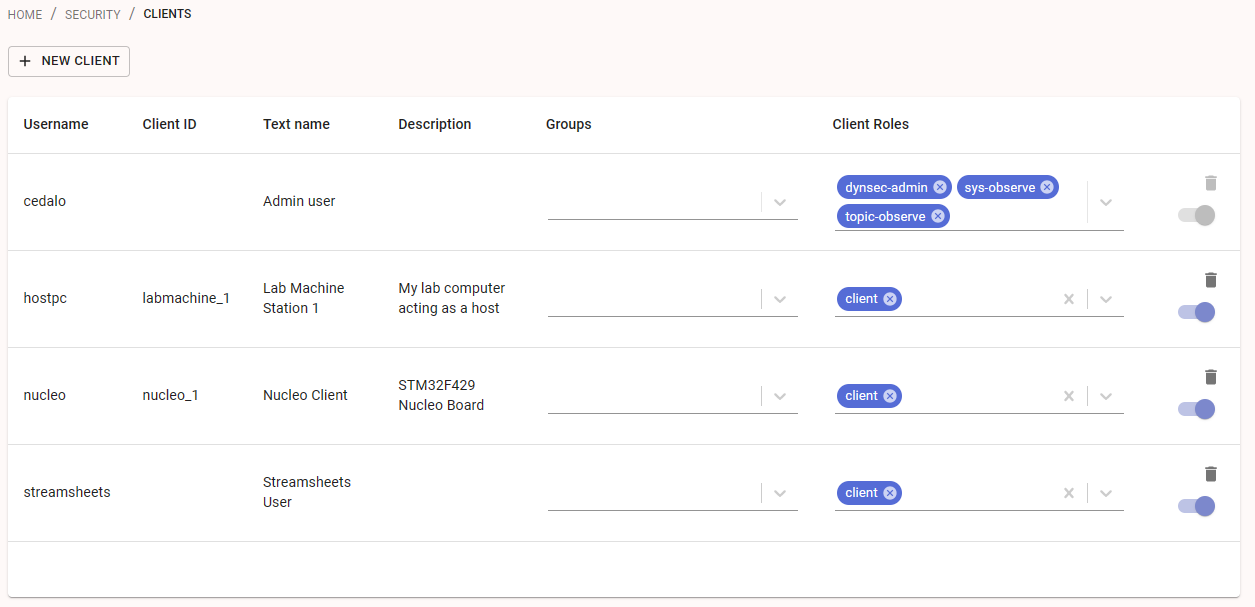 HOME / SECURITY / CLIENTS
+ NEW CLIENT
Username Client ID Text name Description Groups Client Roles
cedalo Admin user dynsec-admin sys-observe
topic-observe
hostpc labmachine_1 Lab Machine My lab computer client
Station 1 acting as a host
nucleo nucleo_1 Nucleo Client STM32F429 client
Nucleo Board
streamsheets Streamsheets client
User